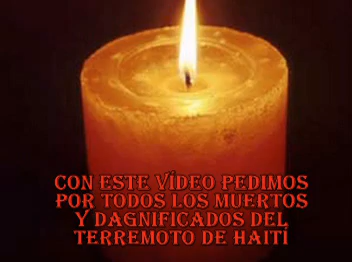 CON ESTE VÍDEO PEDIMOS
POR TODOS LOS MUERTOS
Y DAGNIFICADOS DEL
TERREMOTO DE HAITÍ